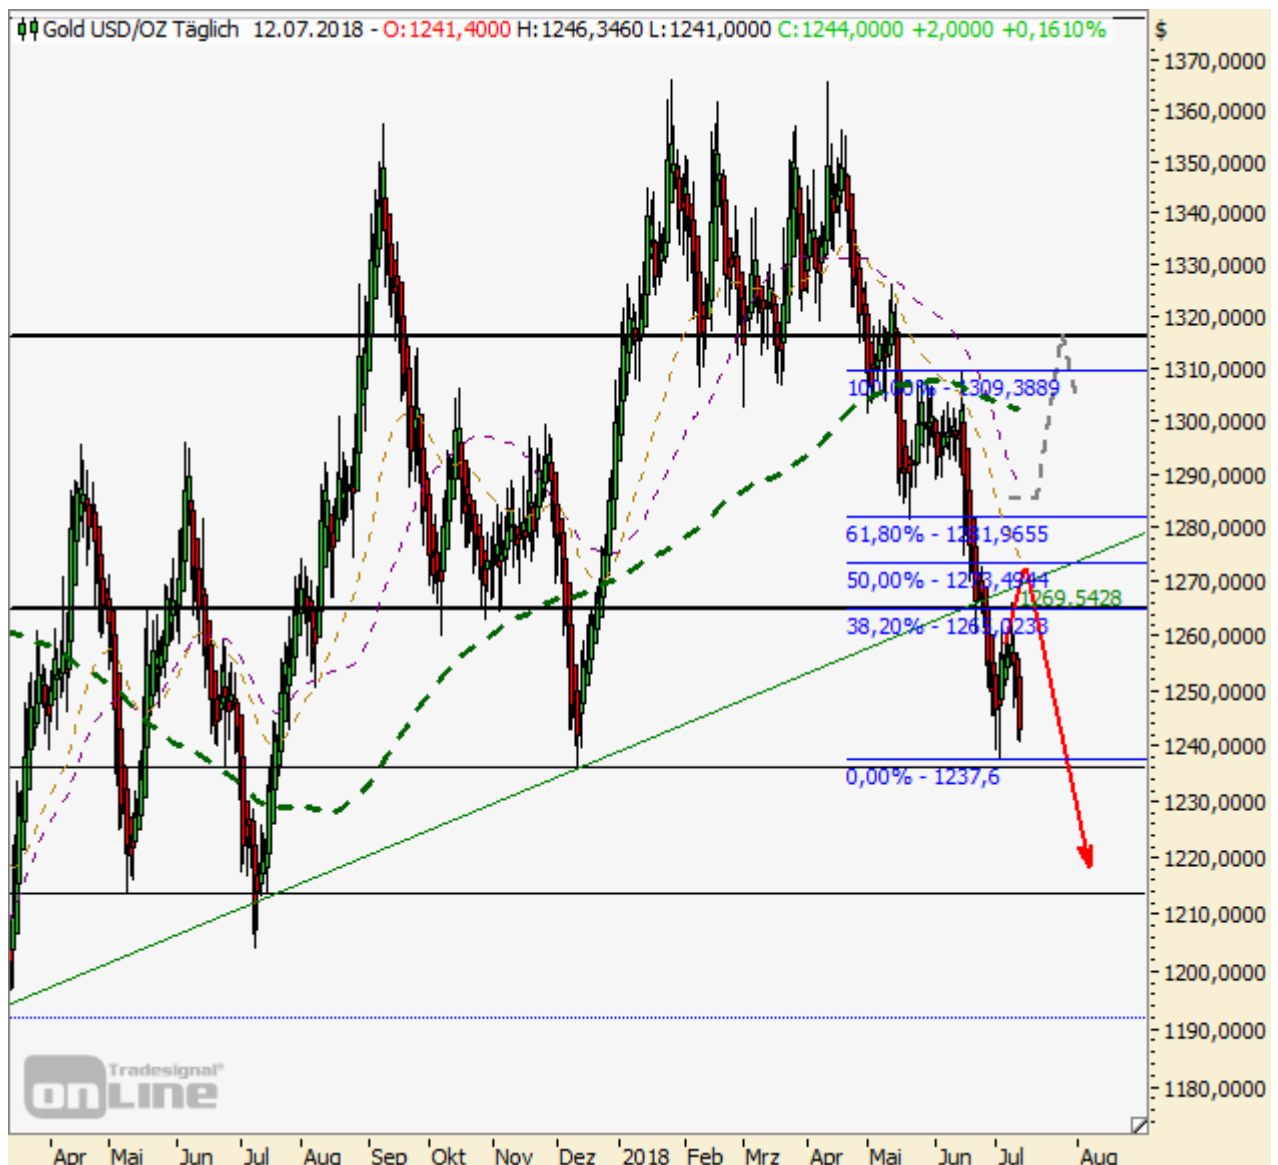 Gold USD/OZ Täglich 12.07.2018 - O:1241,4000 H:1246,3460 L:1241,0000 C:1244,0000 +2,0000 +0,1610%
$
1370,0000
1360,0000
1350,0000
1340,0000
1330,0000
1320,0000
1310,0000
100,00% - 1309,3889
1300,0000
1290,0000
1280,0000
61,80% - 1281,9655
1270,0000
50,00% - 1273,4944
1269,5428
38,20% - 1265,0233
1260,0000
1250,0000
1240,0000
0,00% - 1237,6
1230,0000
1220,0000
1210,0000
1200,0000
1190,0000
1180,0000
Tradesignal®
onLine
Apr Mai Jun Jul Aug Sep Okt Nov Dez 2018 Feb Mrz Apr Mai Jun Jul Aug